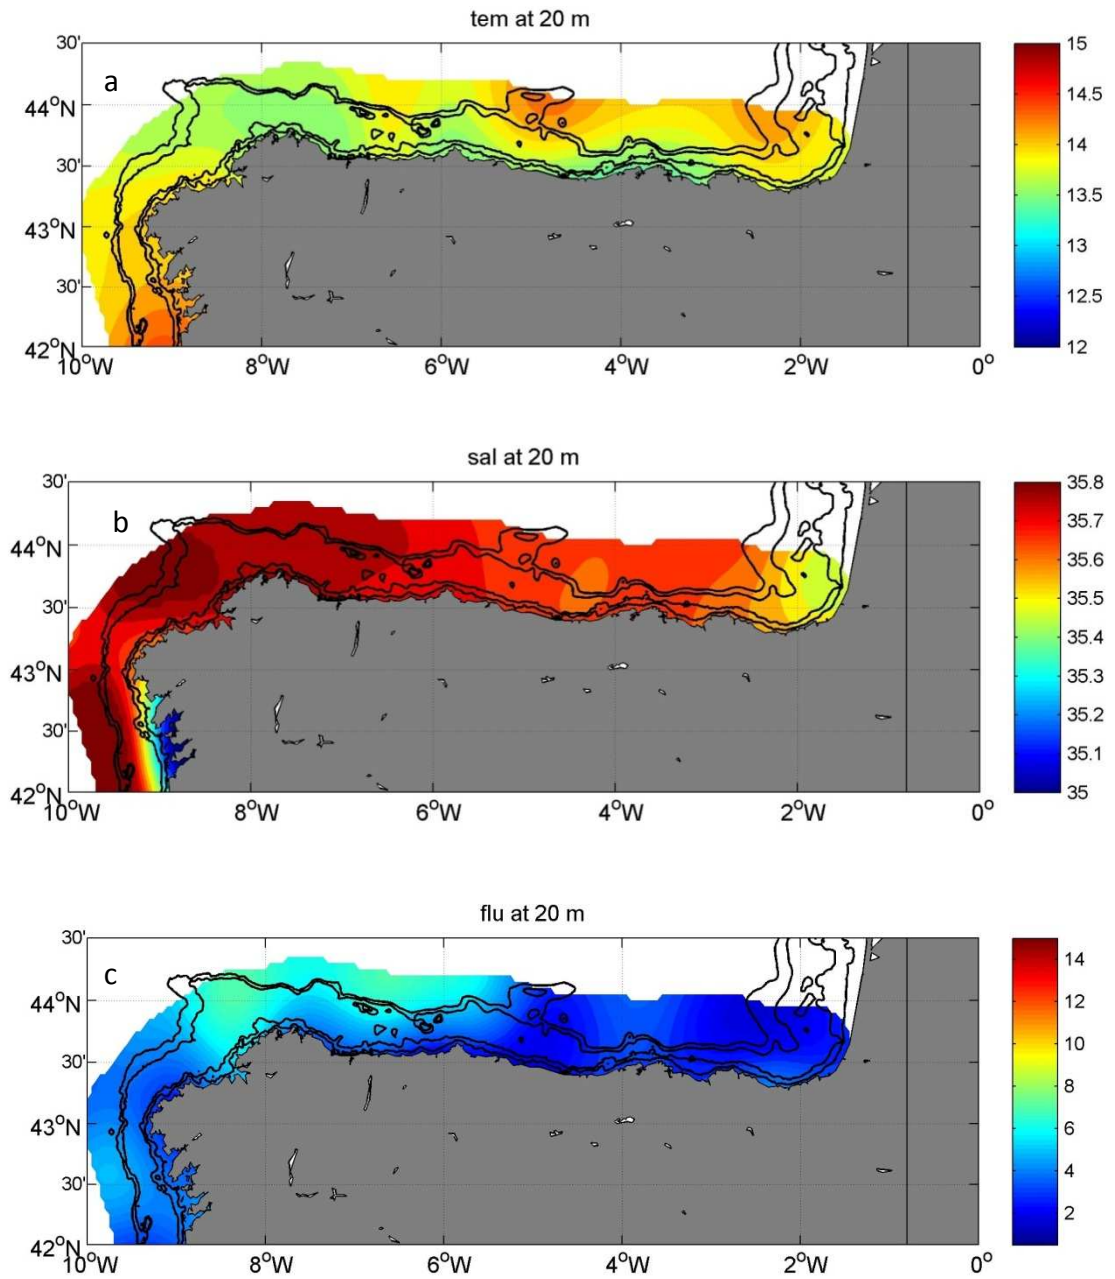 tem at 20 m
a
30'
44°N
30'
43°N
30'
42°N
10°W 8°W 6°W 4°W 2°W 0°
15
14.5
14
13.5
13
12.5
12
sal at 20 m
b
30'
44°N
30'
43°N
30'
42°N
10°W 8°W 6°W 4°W 2°W 0°
35.8
35.7
35.6
35.5
35.4
35.3
35.2
35.1
35
flu at 20 m
c
30'
44°N
30'
43°N
30'
42°N
10°W 8°W 6°W 4°W 2°W 0°
14
12
10
8
6
4
2